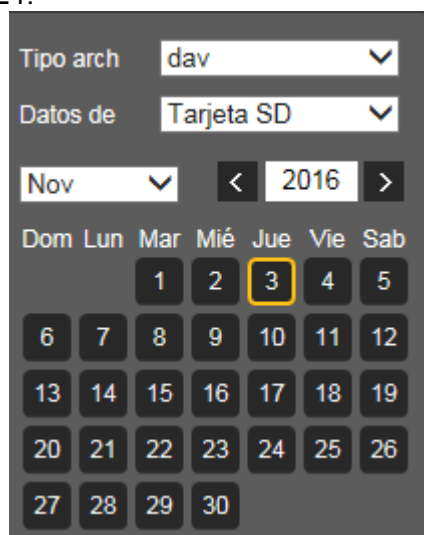 Tipo arch dav
Datos de Tarjeta SD
Nov < 2016 >
Dom Lun Mar Mié Jue Vie Sab
1 2 3 4 5
6 7 8 9 10 11 12
13 14 15 16 17 18 19
20 21 22 23 24 25 26
27 28 29 30